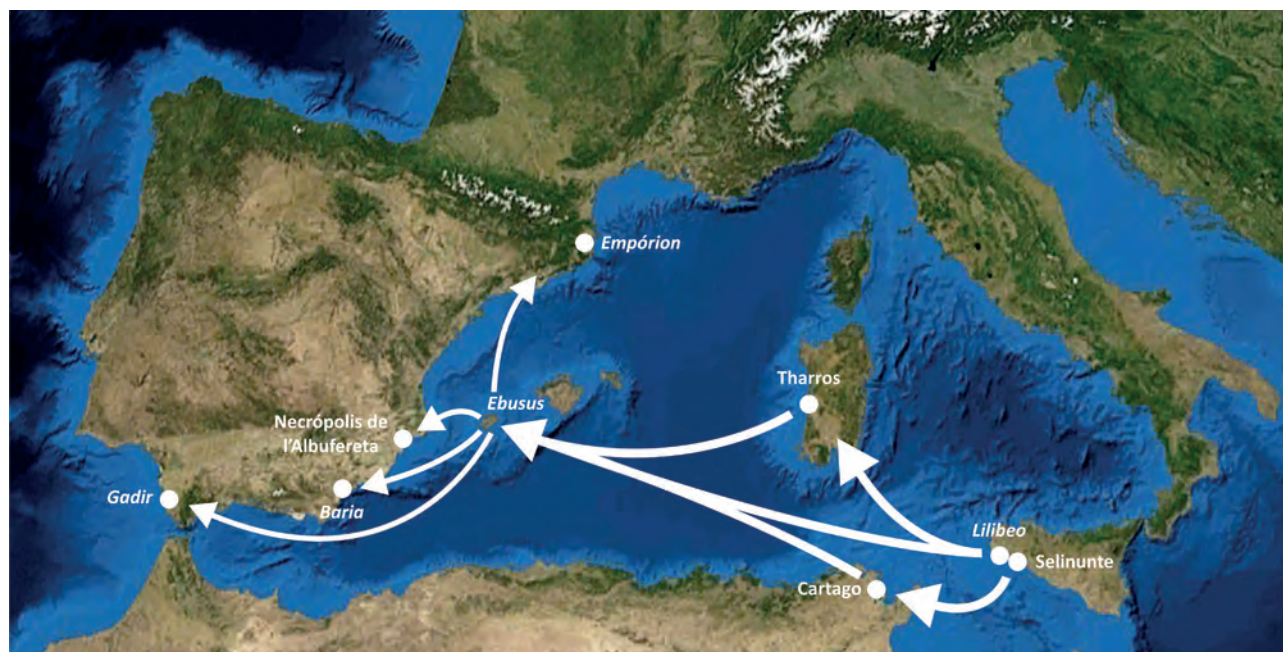 Empórion
Tharros
Ebusus
Necrópolis de
l'Albufereta
Gadir
Baria
Lilibeo
Selinunte
Cartago